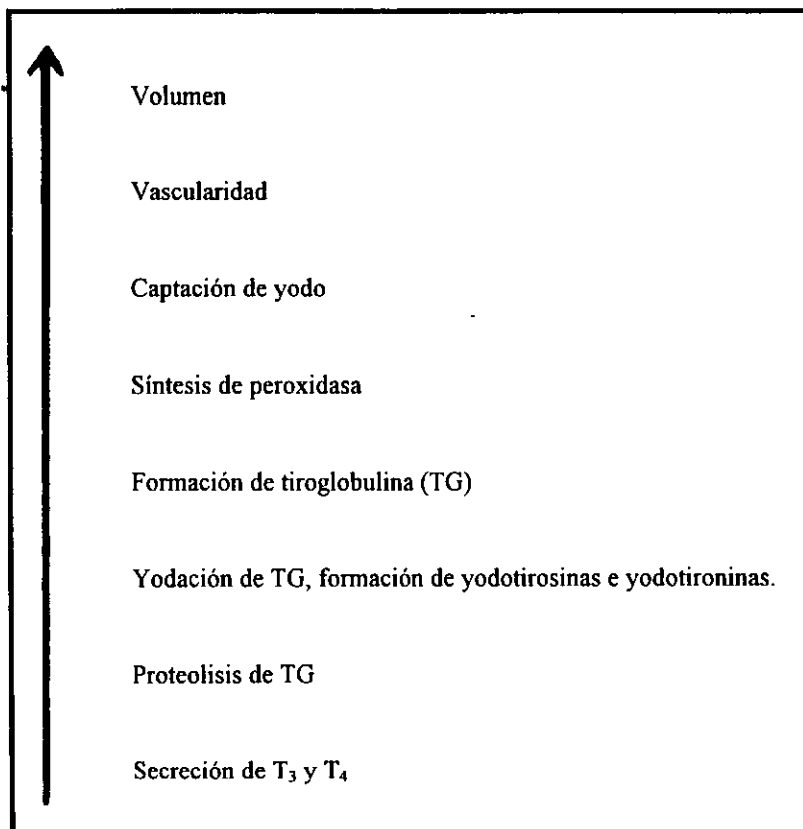 Volumen
Vascularidad
Captación de yodo
Síntesis de peroxidasa
Formación de tiroglobulina (TG)
Yodación de TG, formación de yodotirosinas e yodotironinas.
Proteolisis de TG
Secreción de T₃ y T₄